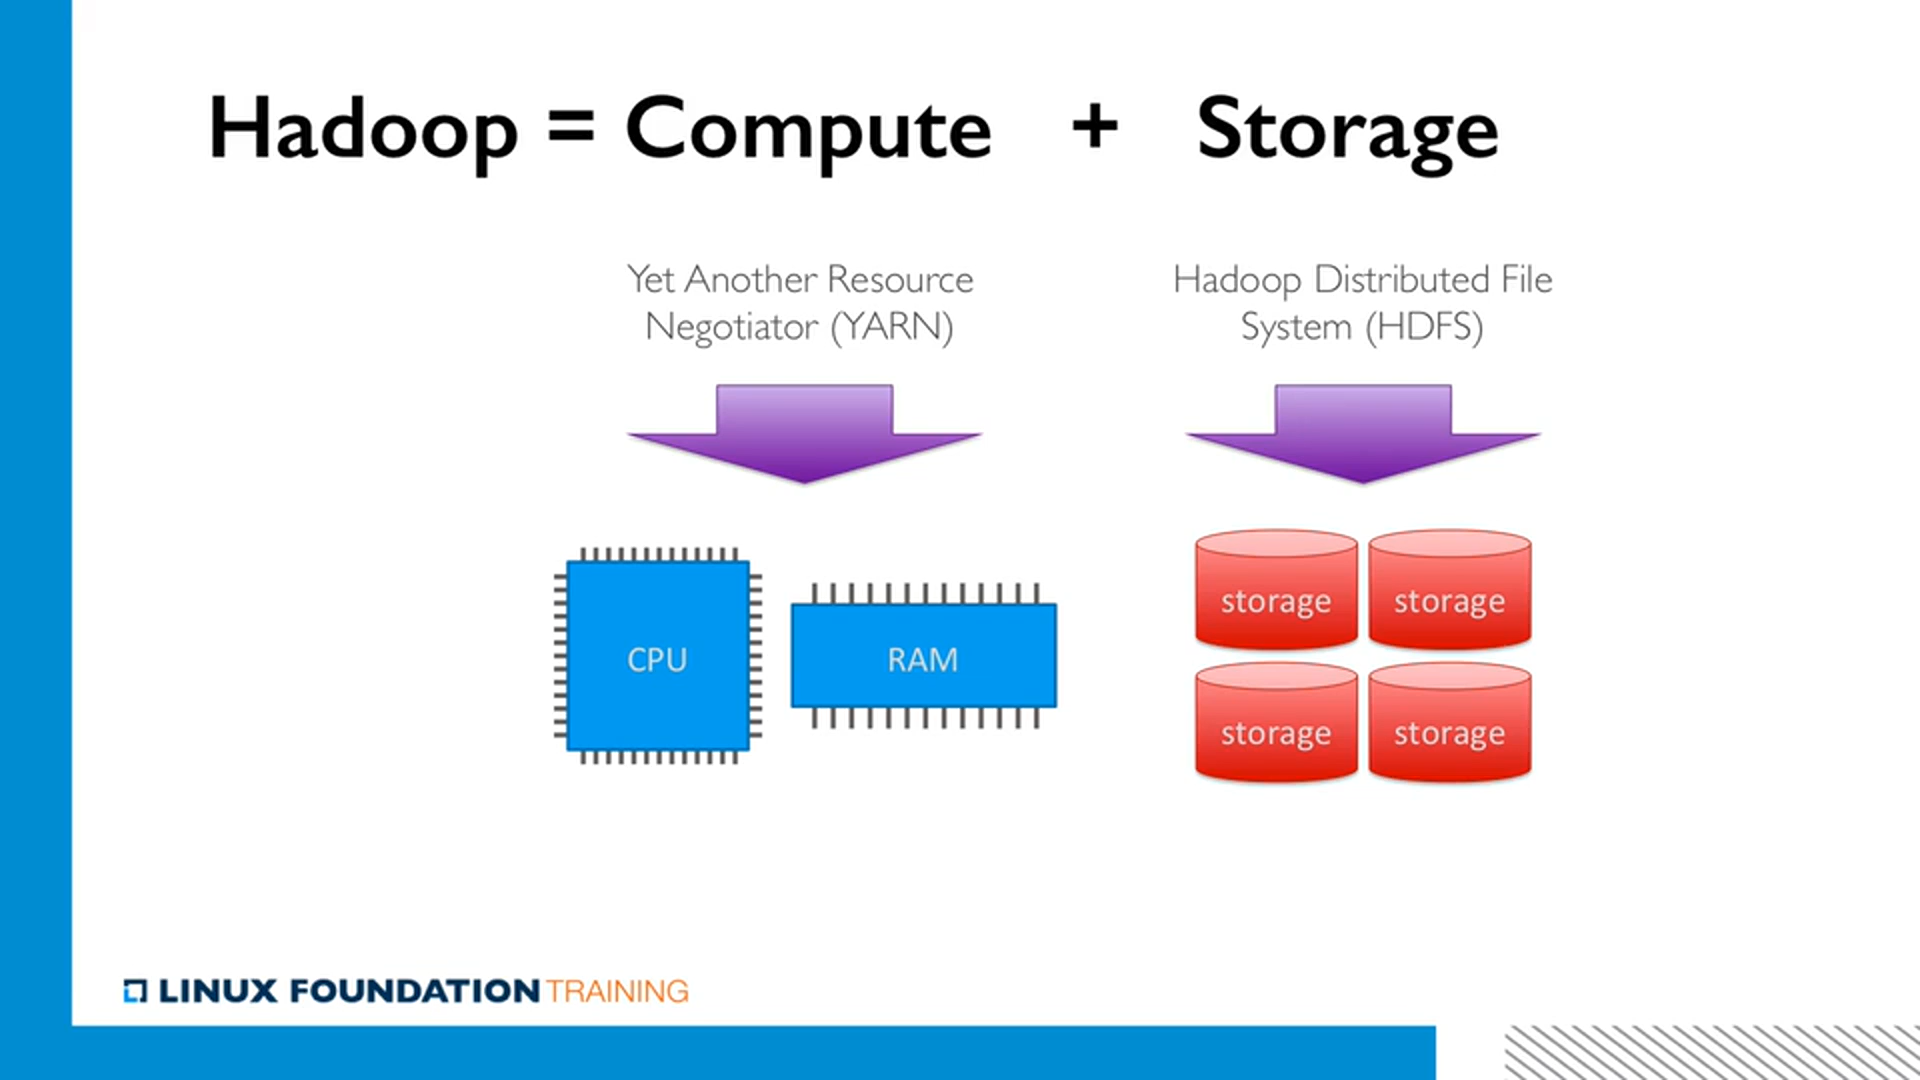 Hadoop = Compute + Storage
Yet Another Resource
Negotiator (YARN)
Hadoop Distributed File
System (HDFS)
CPU
RAM
storage storage
storage storage
LINUX FOUNDATION TRAINING